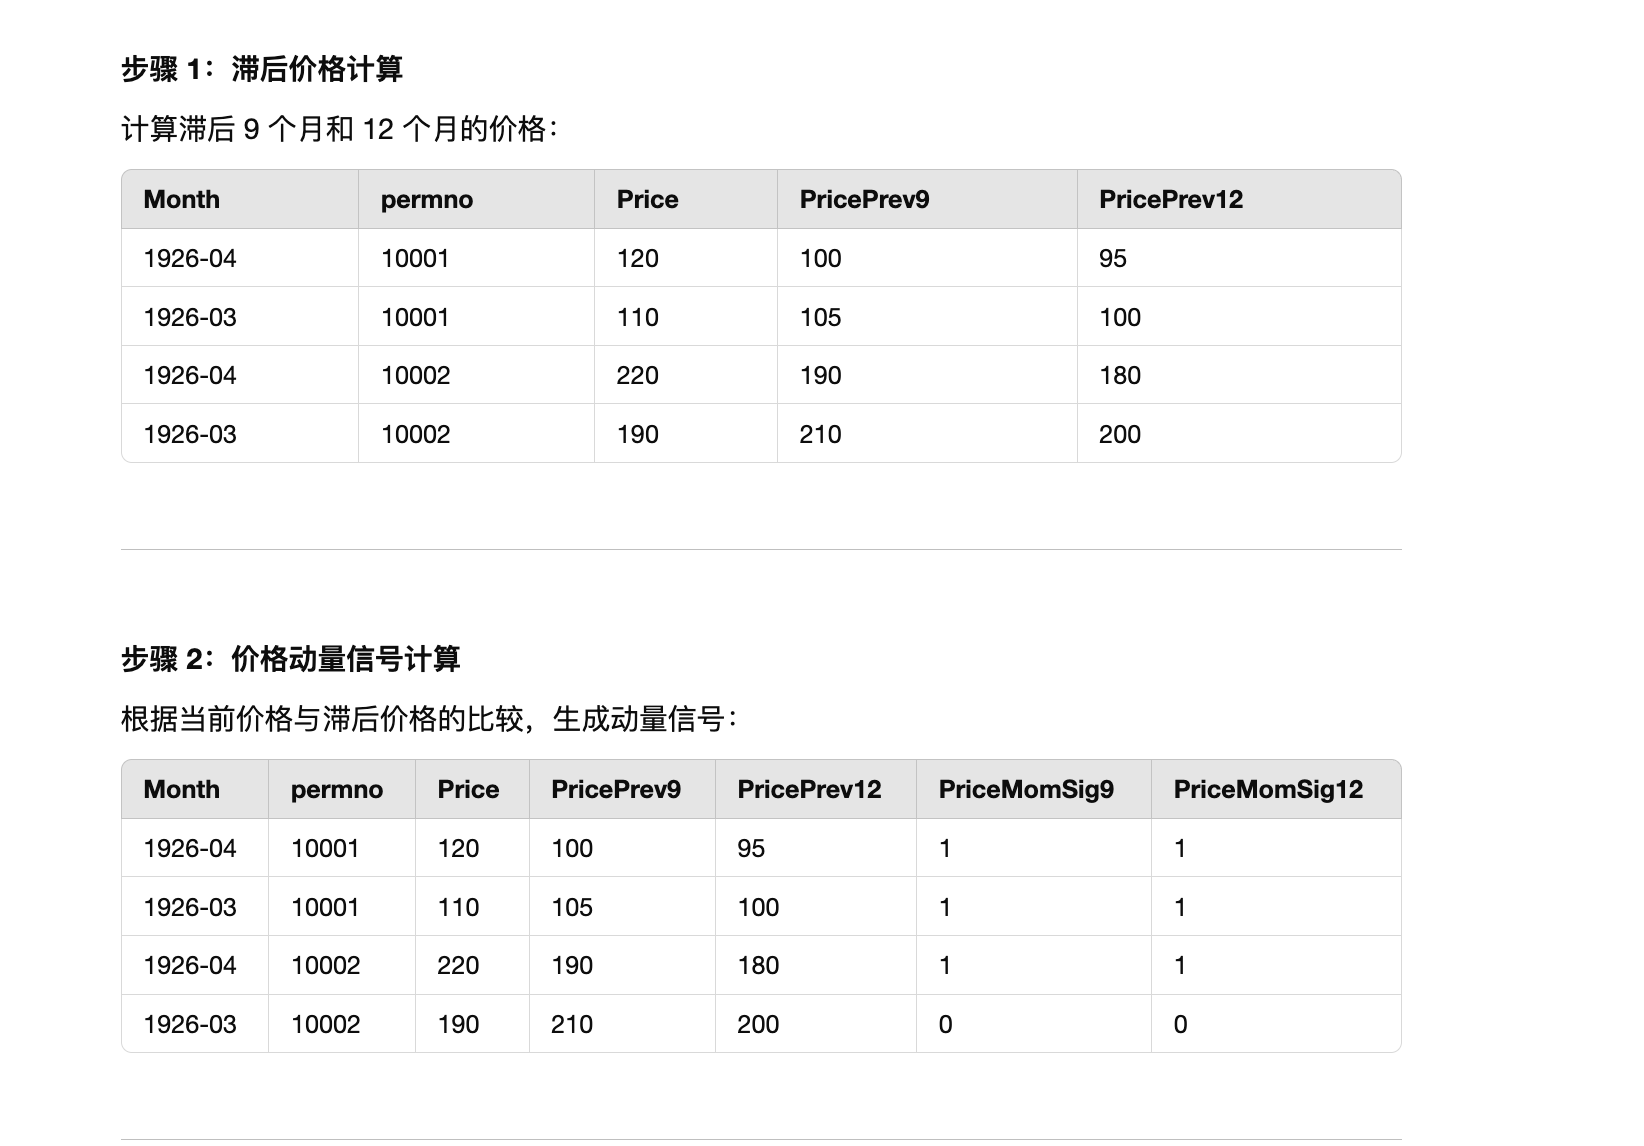 步骤 1：滞后价格计算
计算滞后 9 个月和 12 个月的价格：
Month permno Price PricePrev9 PricePrev12
1926-04 10001 120 100 95
1926-03 10001 110 105 100
1926-04 10002 220 190 180
1926-03 10002 190 210 200
步骤 2：价格动量信号计算
根据当前价格与滞后价格的比较，生成动量信号：
Month permno Price PricePrev9 PricePrev12 PriceMomSig9 PriceMomSig12
1926-04 10001 120 100 95 1 1
1926-03 10001 110 105 100 1 1
1926-04 10002 220 190 180 1 1
1926-03 10002 190 210 200 0 0